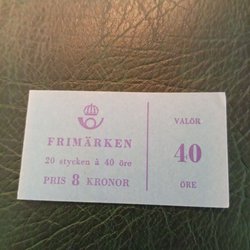 FRIMÄRKEN
20 stycken à 40 öre
PRIS 8 KRONOR
VALÖR
40
ÖRE